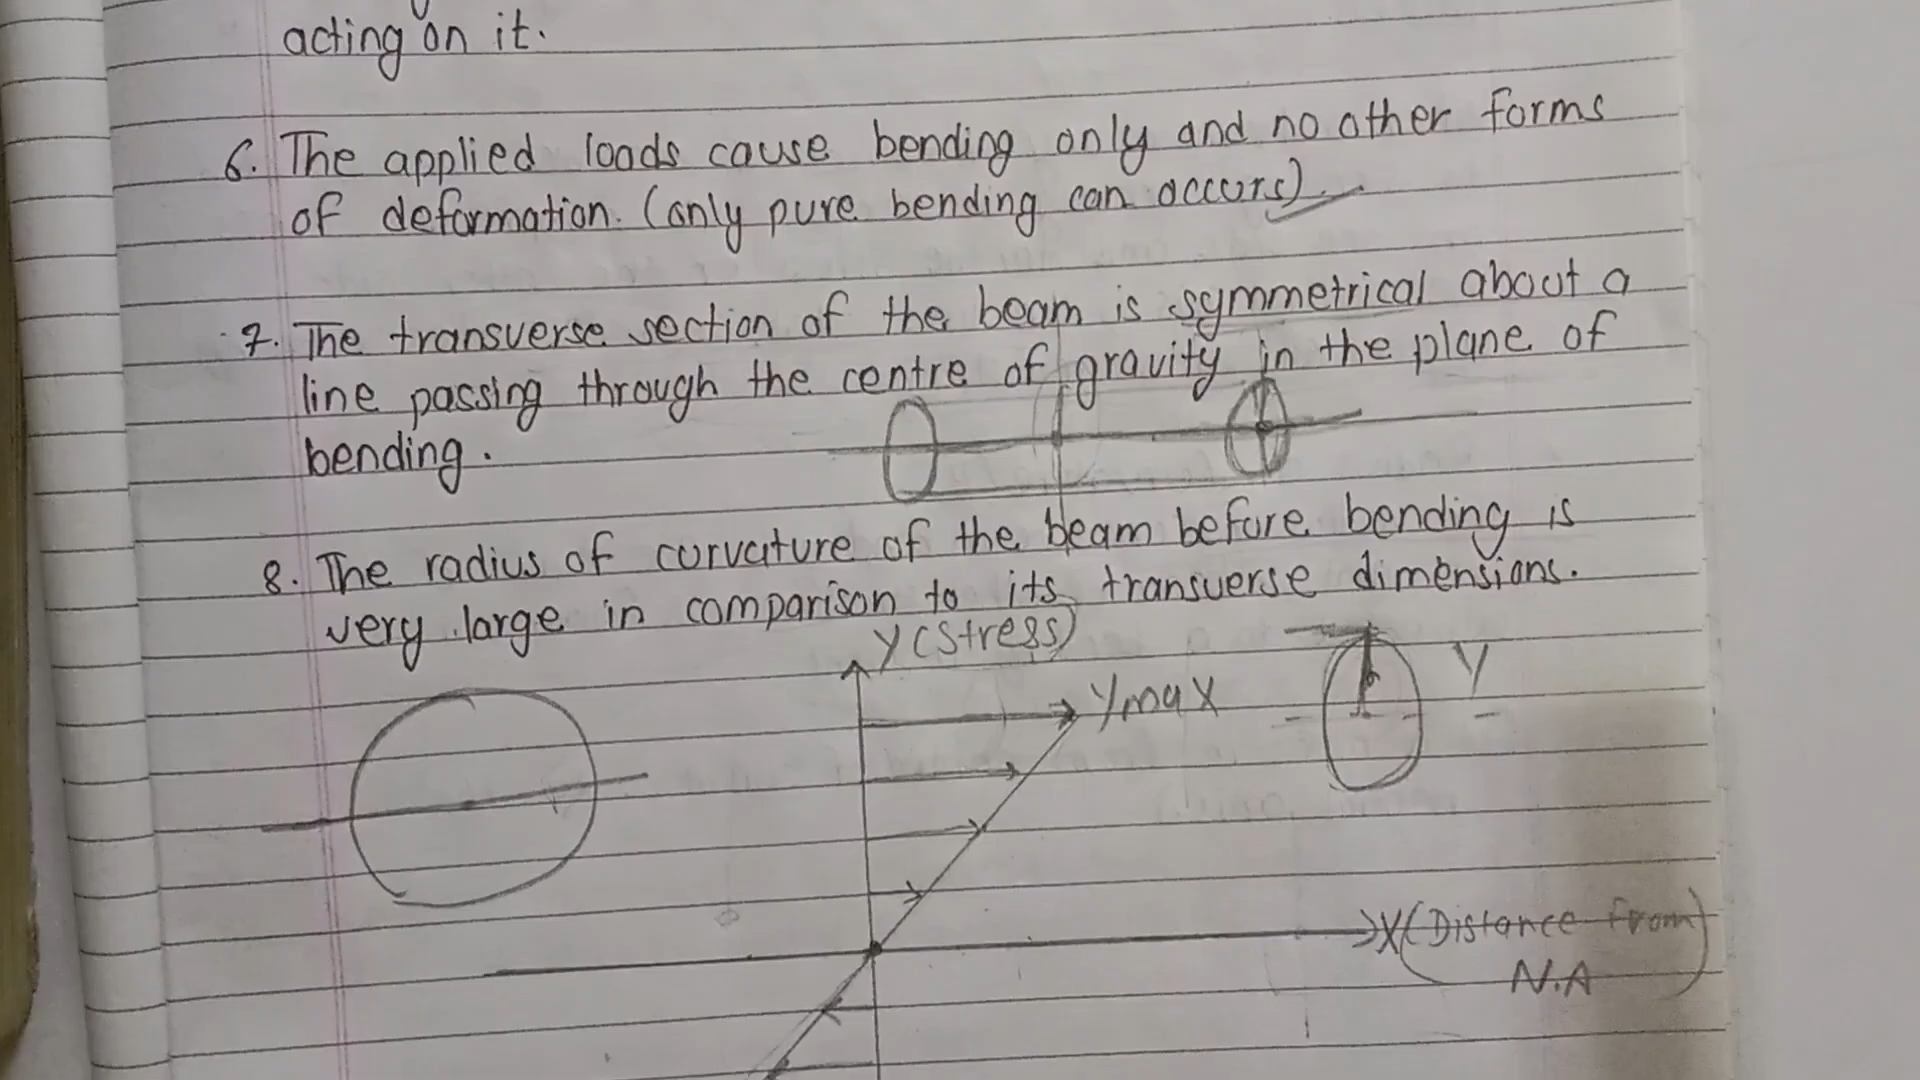 acting on it.
6. The applied loads cause bending only and no other forms
of deformation. (only pure bending can occurs)
7. The transverse section of the beam is symmetrical about a
line passing through the centre of gravity in the plane of
bending.
8. The radius of curvature of the beam before bending is
very large in comparison to its transverse dimensions.
Y (Stress)
Ymax
Y
X (Distance from
N.A)